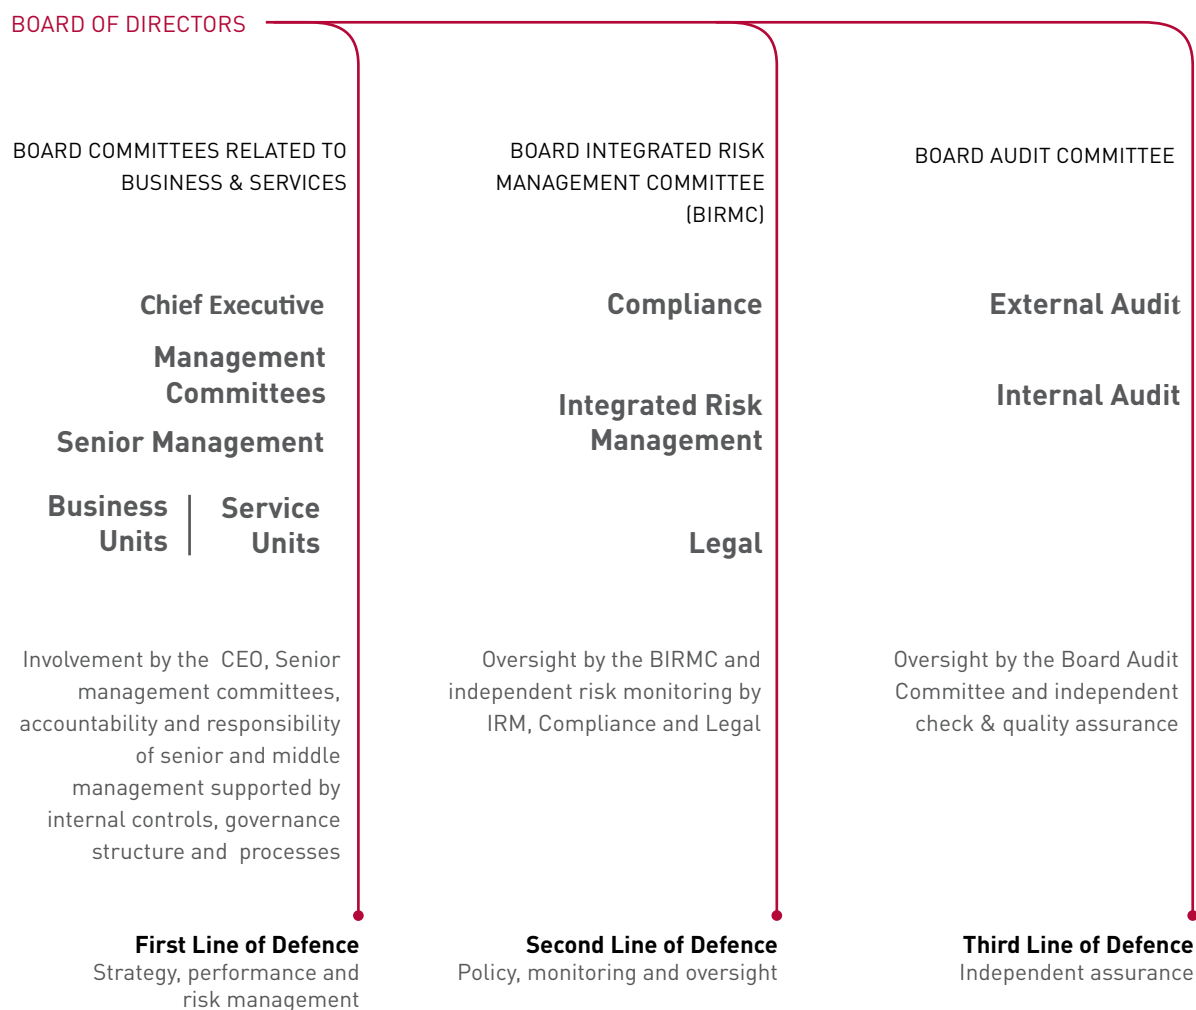 BOARD OF DIRECTORS
BOARD COMMITTEES RELATED TO
BUSINESS & SERVICES
Chief Executive
Management
Committees
Senior Management
Business
Units
Service
Units
Involvement by the CEO, Senior
management committees,
accountability and responsibility
of senior and middle
management supported by
internal controls, governance
structure and processes
First Line of Defence
Strategy, performance and
risk management
BOARD INTEGRATED RISK
MANAGEMENT COMMITTEE
(BIRMC)
Compliance
Integrated Risk
Management
Legal
Oversight by the BIRMC and
independent risk monitoring by
IRM, Compliance and Legal
Second Line of Defence
Policy, monitoring and oversight
BOARD AUDIT COMMITTEE
External Audit
Internal Audit
Oversight by the Board Audit
Committee and independent
check & quality assurance
Third Line of Defence
Independent assurance